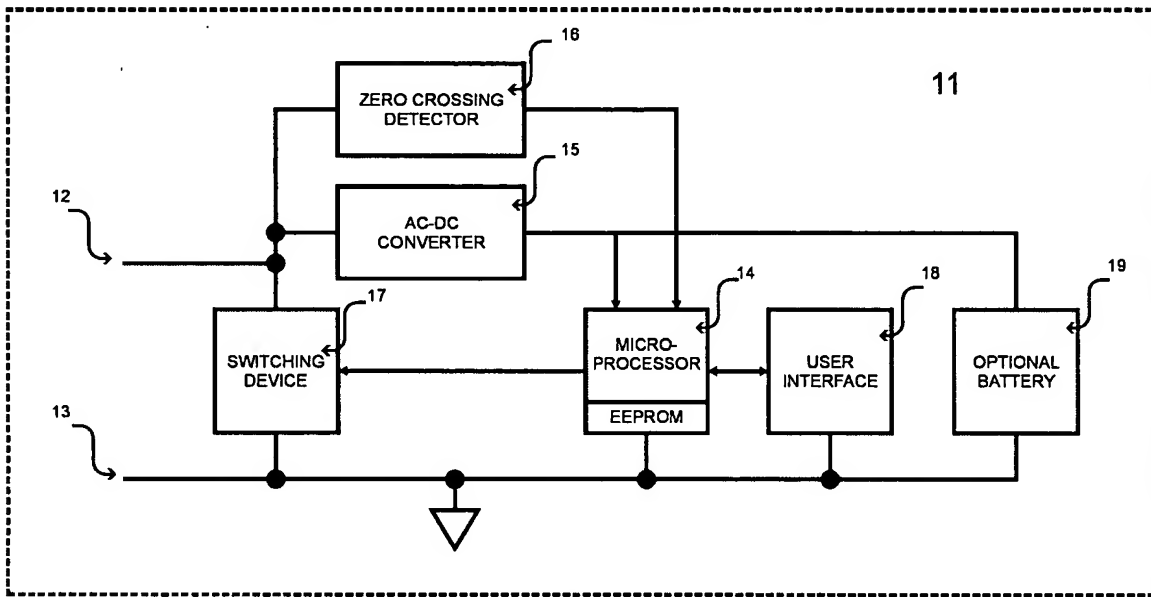 16
ZERO CROSSING
DETECTOR
11
15
12
AC-DC
CONVERTER
14
18
19
17
SWITCHING
DEVICE
MICRO-
PROCESSOR
EEPROM
USER
INTERFACE
OPTIONAL
BATTERY
13